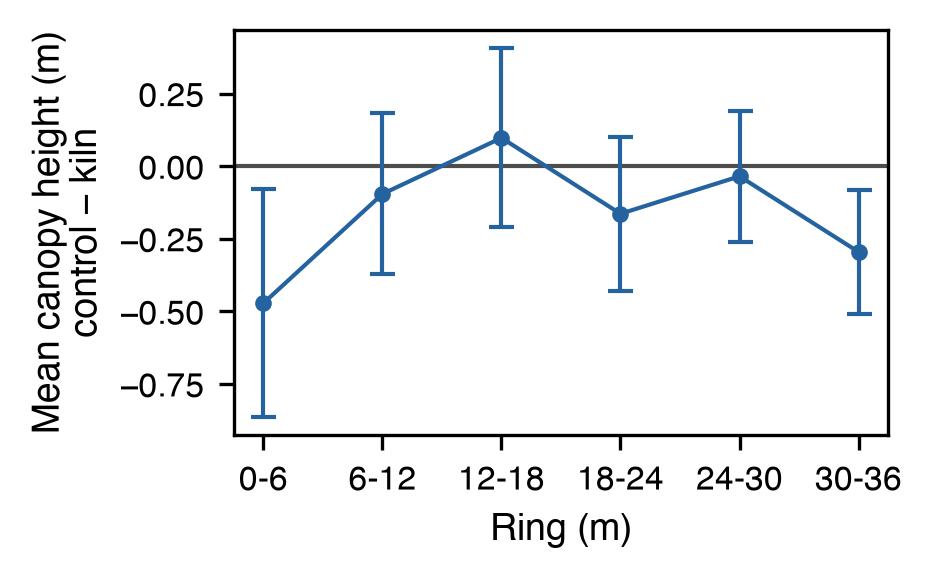 Mean canopy height (m)
control – kiln
0.25
0.00
−0.25
−0.50
−0.75
0-6 6-12 12-18 18-24 24-30 30-36
Ring (m)